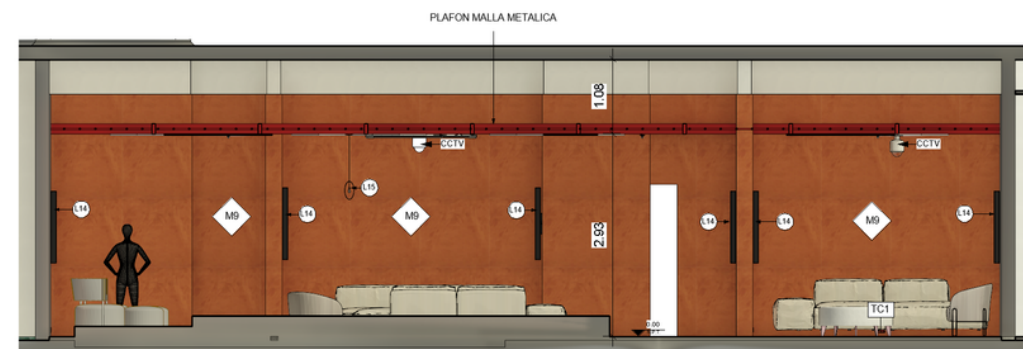 PLAFON MALLA METALICA
1.08
CCTV
CCTV
L15
L14
M9
L14
M9
L14
2.93
L14
L14
M9
L14
TC1
0.00